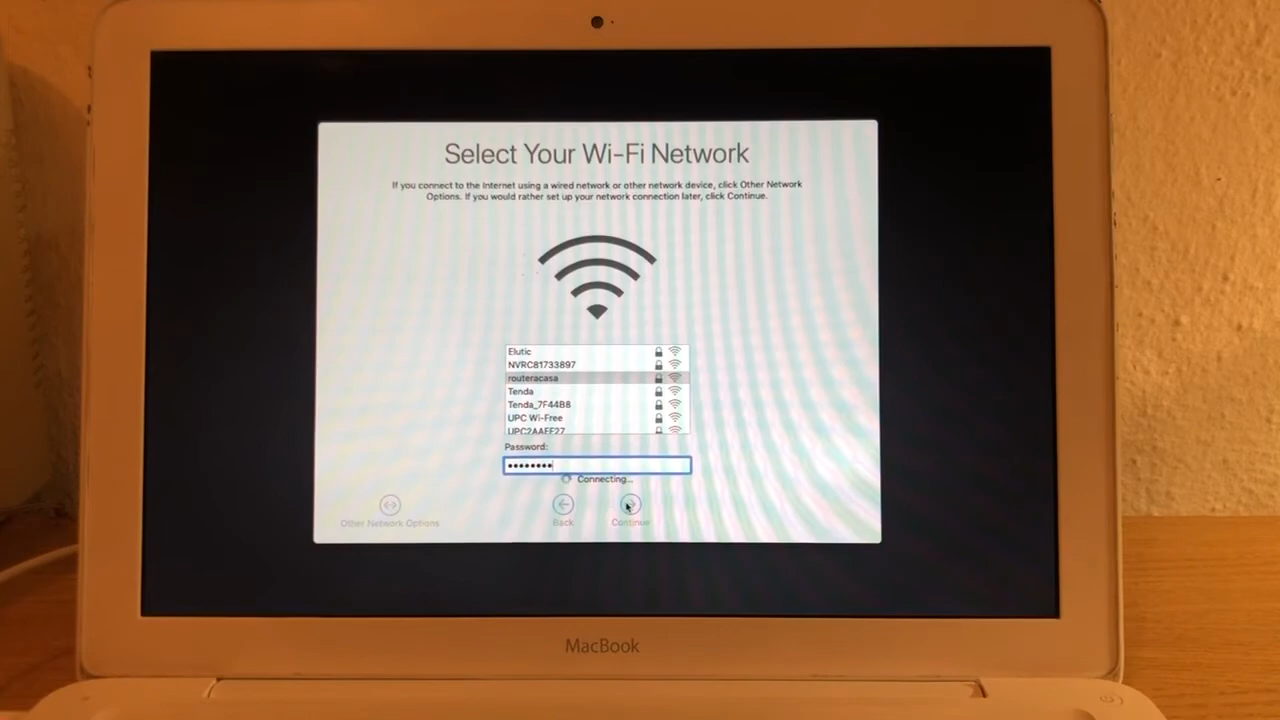 Select Your Wi-Fi Network
If you connect to the Internet using a wired network or other network device, click Other Network
Options. If you would rather set up your network connection later, click Continue.
Elutic
NVRC81733897
routeracasa
Tenda
Tenda_7F44B8
UPC Wi-Free
UPC2AAEE27
Password:
••••••••
Connecting...
Other Network Options
Back
Continue
MacBook